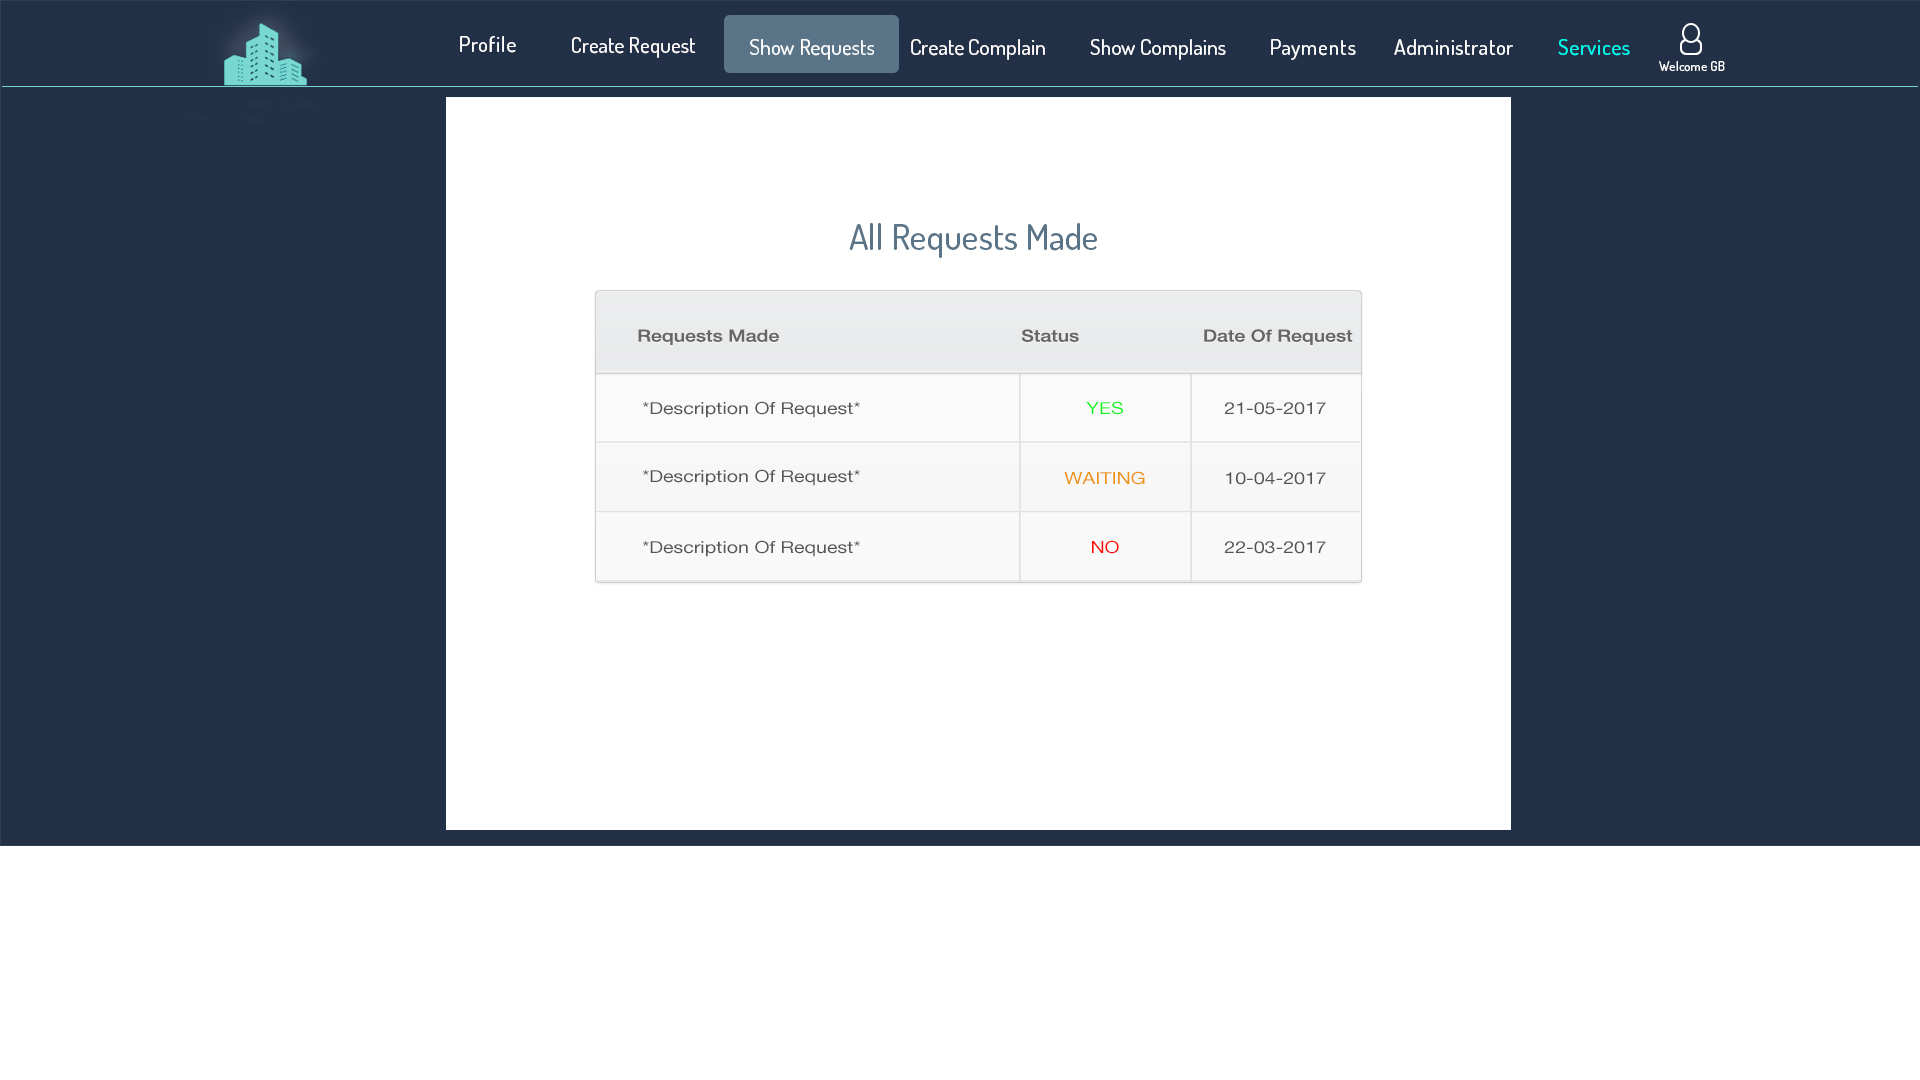 Profile Create Request Show Requests Create Complain Show Complains Payments Administrator Services
Welcome GB
All Requests Made
Requests Made Status Date Of Request
*Description Of Request* YES 21-05-2017
*Description Of Request* WAITING 10-04-2017
*Description Of Request* NO 22-03-2017